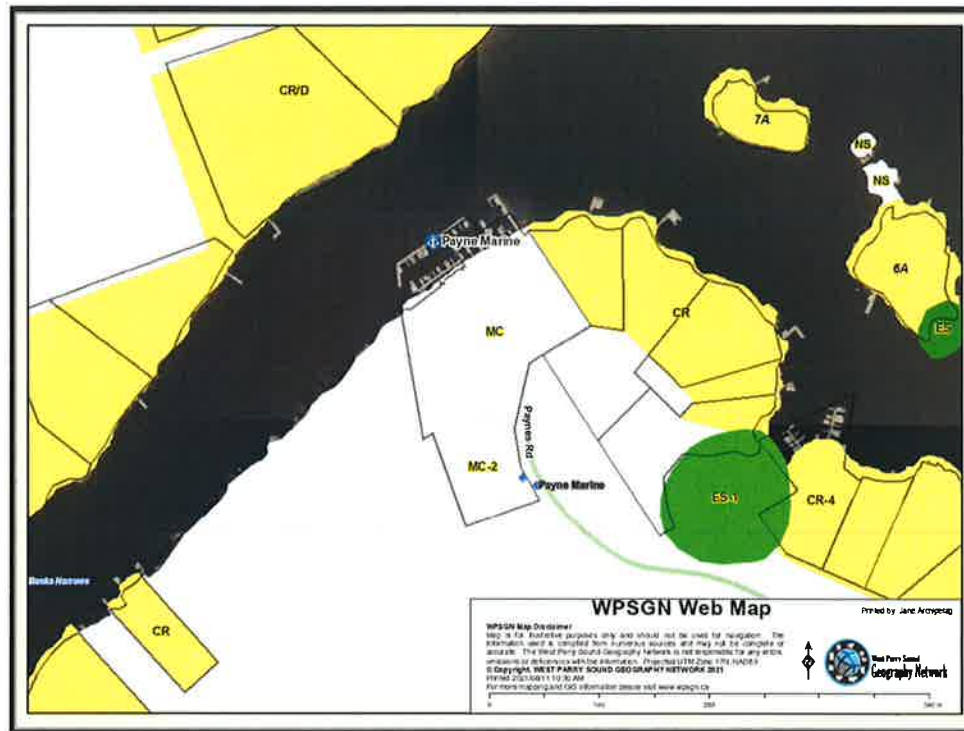 CR/D
7A
NS
NS
Payne Marine
6A
CR
MC
ES
Paynes Rd
MC-2
Payne Marine
ES-1
CR-4
CR
WPSGN Web Map
Printed by: Jane Archipelag
WPSGN Map Disclaimer
Map is for illustrative purposes only and should not be used for navigation. The
information used is compiled from numerous sources and may not be complete or
accurate. The West Parry Sound Geography Network is not responsible for any errors,
omissions or deficiencies with the information. Projected UTM Zone 17N, NAD83
© Copyright, WEST PARRY SOUND GEOGRAPHY NETWORK 2021
For more mapping and GIS information please visit www.wpsgn.ca
West Parry Sound
Geography Network
0